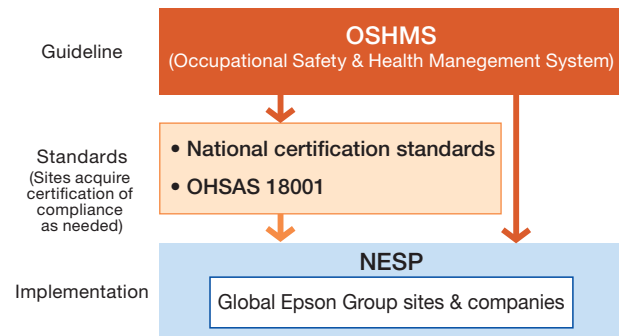 Guideline
OSHMS
(Occupational Safety & Health Manegement System)
Standards
(Sites acquire
certification of
compliance
as needed)
• National certification standards
• OHSAS 18001
Implementation
NESP
Global Epson Group sites & companies